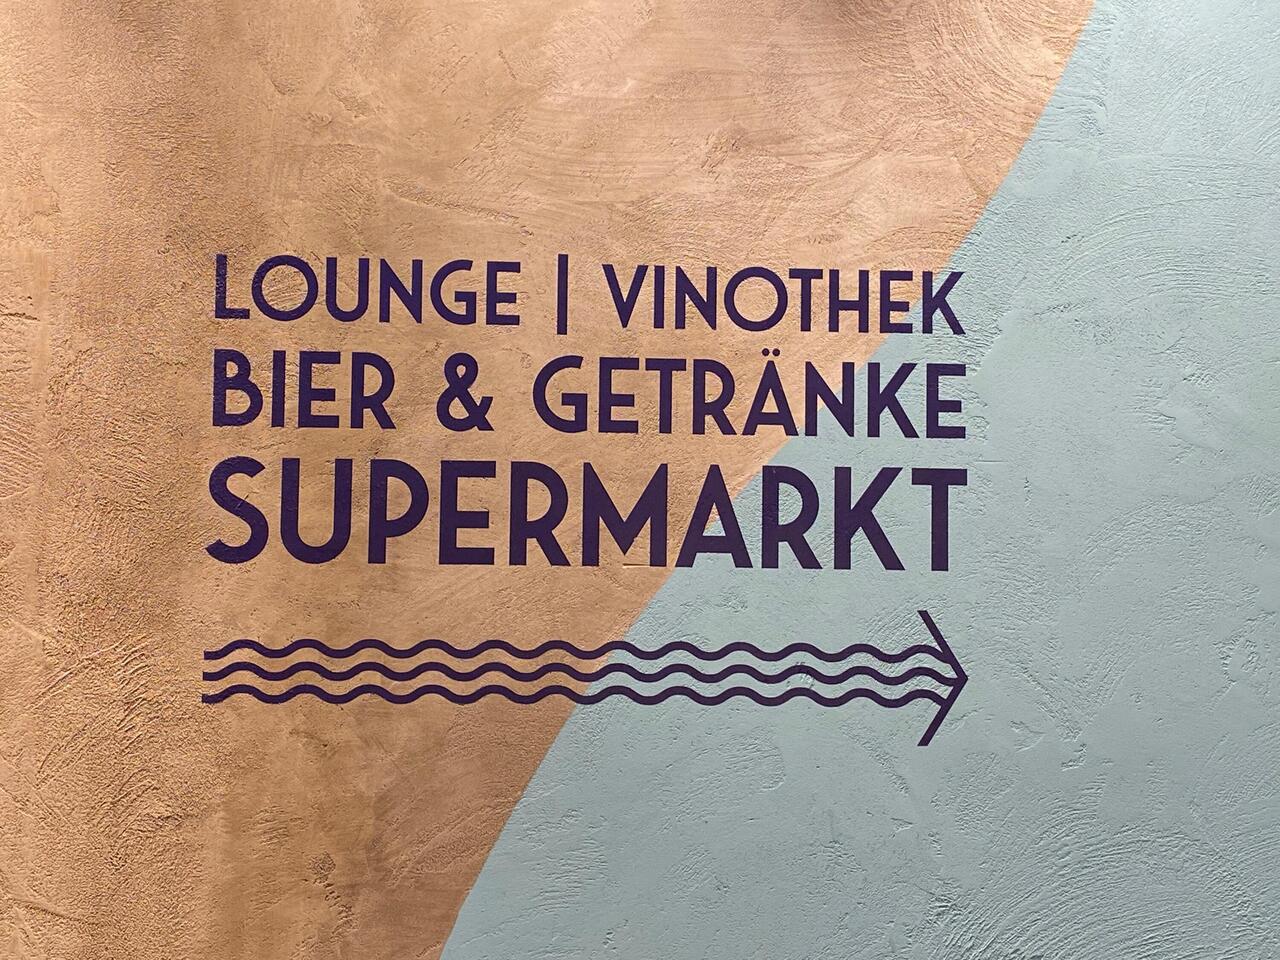 LOUNGE | VINOTHEK
BIER & GETRÄNKE
SUPERMARKT